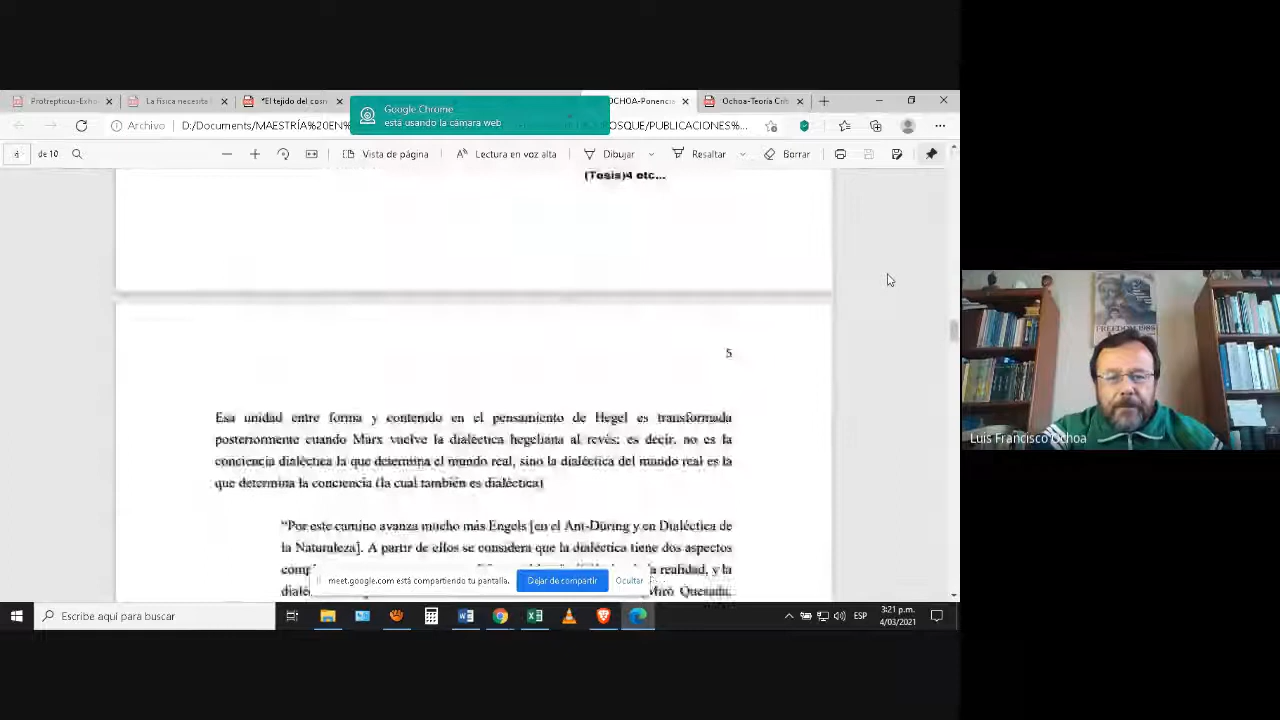 Protrepticus-Exho
La física necesita
*El tejido del cosm
OCHOA-Ponencia
Ochoa-Teoría Crít
Google Chrome
está usando la cámara web
Archivo
D:/Documents/MAESTRÍA%20EN%
OSQUE/PUBLICACIONES%...
de 10
Vista de página
Lectura en voz alta
Dibujar
Resaltar
Borrar
(Tesis)4 etc...
5
Esa unidad entre forma y contenido en el pensamiento de Hegel es transformada
posteriormente cuando Marx vuelve la dialéctica hegeliana al revés; es decir, no es la
conciencia dialéctica la que determina el mundo real, sino la dialéctica del mundo real es la
que determina la conciencia (la cual también es dialéctica)
"Por este camino avanza mucho más Engels [en el Ant-Düring y en Dialéctica de
la Naturaleza]. A partir de ellos se considera que la dialéctica tiene dos aspectos
realidad, y la
Miró Quesada,
meet.google.com está compartiendo tu pantalla.
Dejar de compartir
Ocultar
Escribe aquí para buscar
ESP
3:21 p.m.
4/03/2021
FREEDOM
Luis Francisco Ochoa